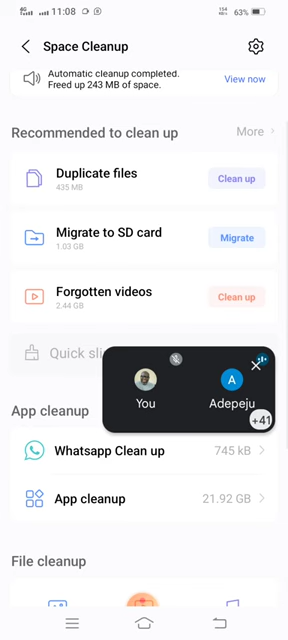 4G 11:08 63%
Space Cleanup
Automatic cleanup completed.
Freed up 243 MB of space.
View now
Recommended to clean up More
Duplicate files
435 MB
Clean up
Migrate to SD card
1.03 GB
Migrate
Forgotten videos
2.44 GB
Clean up
Quick sli
You
A
Adepeju
+41
App cleanup
Whatsapp Clean up 745 kB
App cleanup 21.92 GB
File cleanup